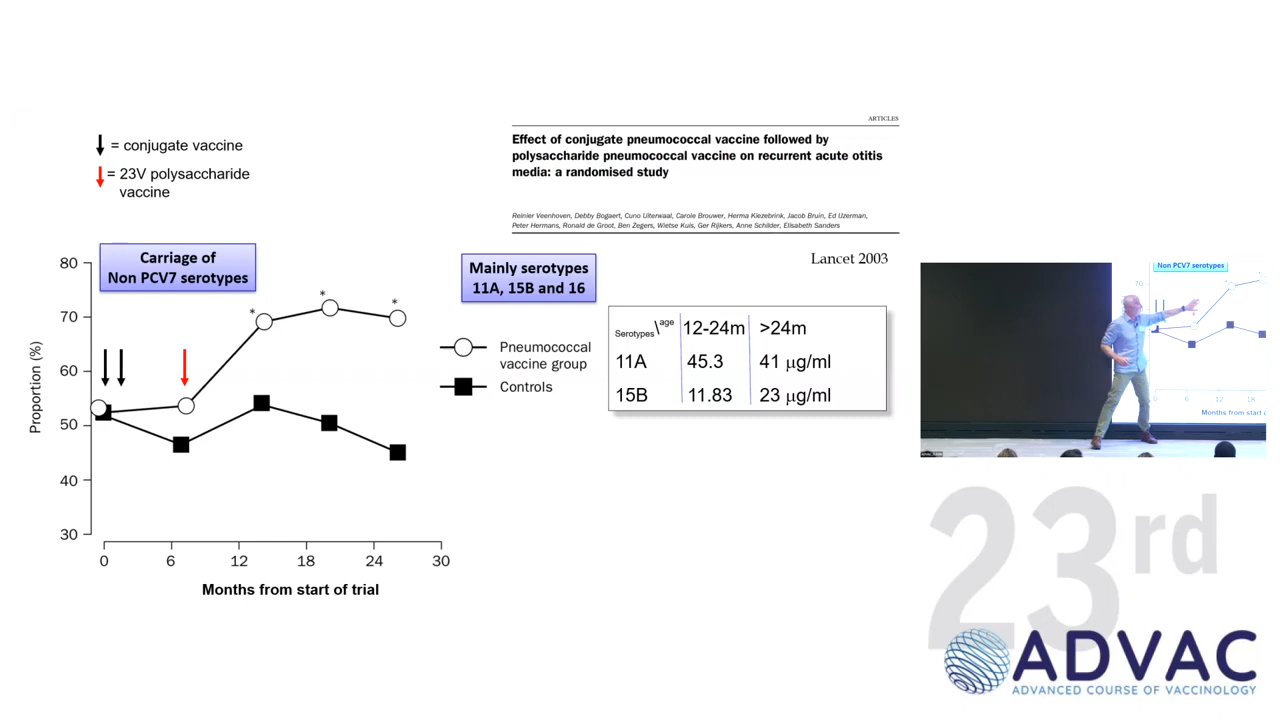 = conjugate vaccine
= 23V polysaccharide
vaccine
ARTICLES
Effect of conjugate pneumococcal vaccine followed by
polysaccharide pneumococcal vaccine on recurrent acute otitis
media: a randomised study
Reinier Veenhoven, Debby Bogaert, Cuno Uiterwaal, Carole Brouwer, Herma Kiezebrink, Jacob Bruin, Ed IJzerman,
Peter Hermans, Ronald de Groot, Ben Zegers, Wietse Kuis, Ger Rijkers, Anne Schilder, Elisabeth Sanders
Lancet 2003
Carriage of
Non PCV7 serotypes
Mainly serotypes
11A, 15B and 16
Proportion (%)
80
70
60
50
40
30
* * *
0 6 12 18 24 30
Months from start of trial
Pneumococcal
vaccine group
Controls
Serotypes\age 12-24m >24m
11A 45.3 41 µg/ml
15B 11.83 23 µg/ml
Non PCV7 serotypes
70
0 6 12 18
Months from start
23rd
ADVAC
ADVANCED COURSE OF VACCINOLOGY